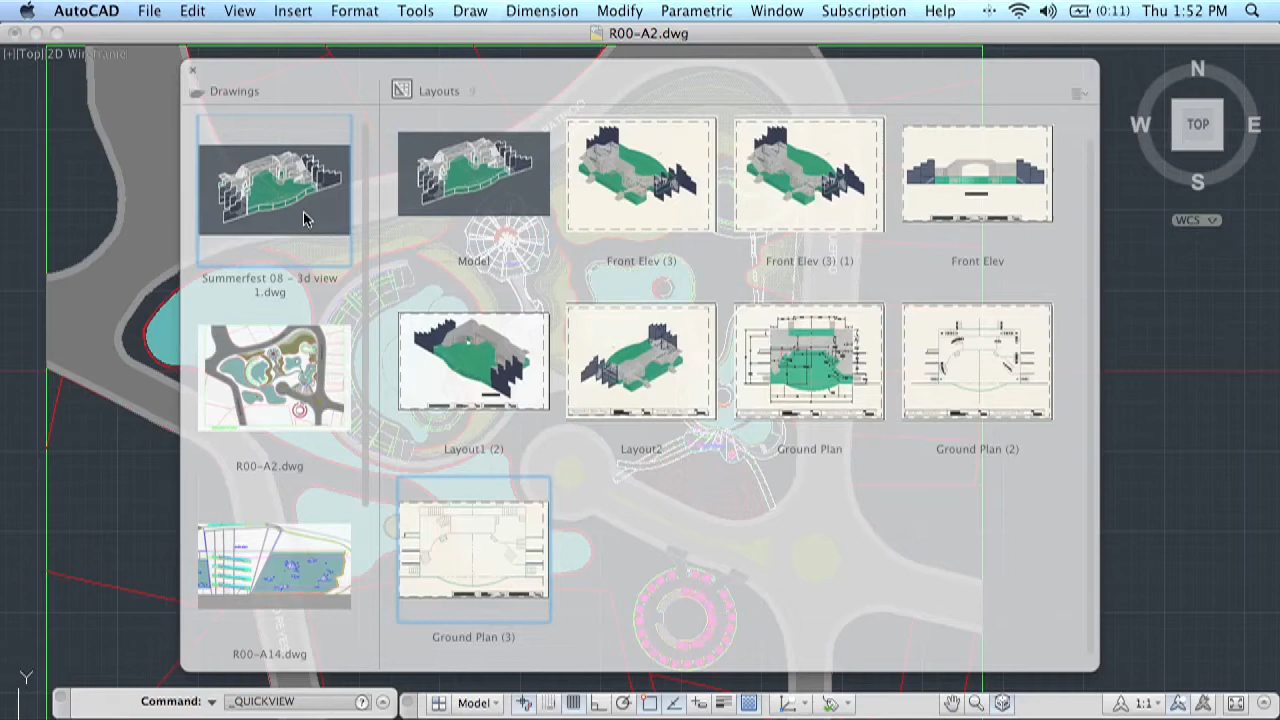 AutoCAD File Edit View Insert Format Tools Draw Dimension Modify Parametric Window Subscription Help (0:11) Thu 1:52 PM
R00-A2.dwg
[+][Top][2D Wireframe]
Drawings
Layouts 9
N
W TOP E
S
WCS
Model
Front Elev (3)
Front Elev (3) (1)
Front Elev
Summerfest 08 - 3d view
1.dwg
Layout1 (2)
Layout2
Ground Plan
Ground Plan (2)
R00-A2.dwg
Ground Plan (3)
R00-A14.dwg
Y
Command: _QUICKVIEW ? Model 1:1